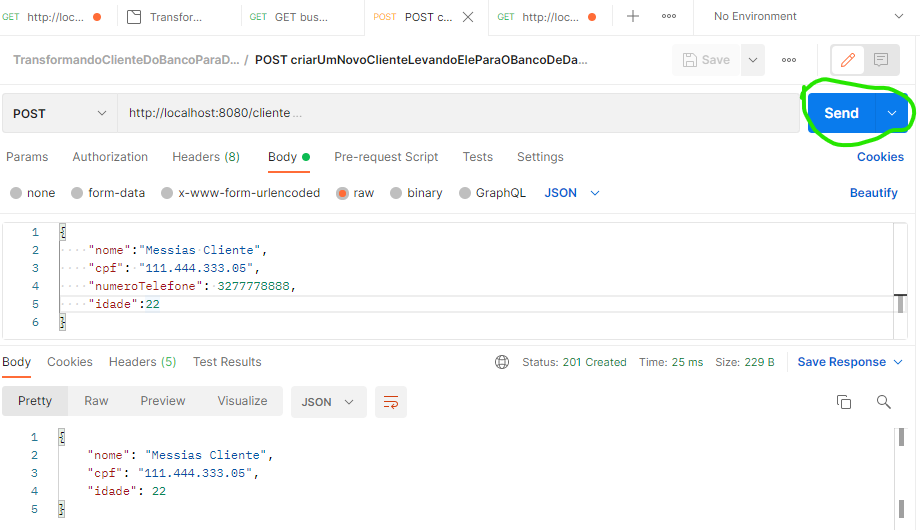 GET http://loc... Transfor... GET GET bus... POST POST c... GET http://loc... No Environment
TransformandoClienteDoBancoParaD... / POST criarUmNovoClienteLevandoEleParaOBancoDeDa... Save
POST http://localhost:8080/cliente ... Send
Params Authorization Headers (8) Body Pre-request Script Tests Settings Cookies
none form-data x-www-form-urlencoded raw binary GraphQL JSON Beautify
1 {
2 "nome":"Messias Cliente",
3 "cpf": "111.444.333.05",
4 "numeroTelefone": 3277778888,
5 "idade":22
6 }
Body Cookies Headers (5) Test Results Status: 201 Created Time: 25 ms Size: 229 B Save Response
Pretty Raw Preview Visualize JSON
1 {
2 "nome": "Messias Cliente",
3 "cpf": "111.444.333.05",
4 "idade": 22
5 }